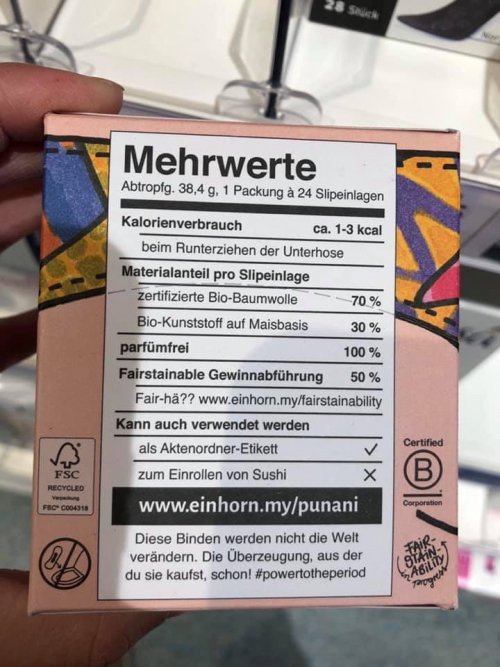 28 Stück
Mehrwerte
Abtropfg. 38,4 g, 1 Packung à 24 Slipeinlagen
Kalorienverbrauch ca. 1-3 kcal
beim Runterziehen der Unterhose
Materialanteil pro Slipeinlage
zertifizierte Bio-Baumwolle 70 %
Bio-Kunststoff auf Maisbasis 30 %
parfümfrei 100 %
Fairstainable Gewinnabführung 50 %
Fair-hä?? www.einhorn.my/fairstainability
Kann auch verwendet werden
als Aktenordner-Etikett ✓
zum Einrollen von Sushi ✕
www.einhorn.my/punani
Diese Binden werden nicht die Welt
verändern. Die Überzeugung, aus der
du sie kaufst, schon! #powertotheperiod
FSC
RECYCLED
Verpackung
FSC® C004318
Certified
B
Corporation
FAIR-
STAIN-
ABILITY
in progress